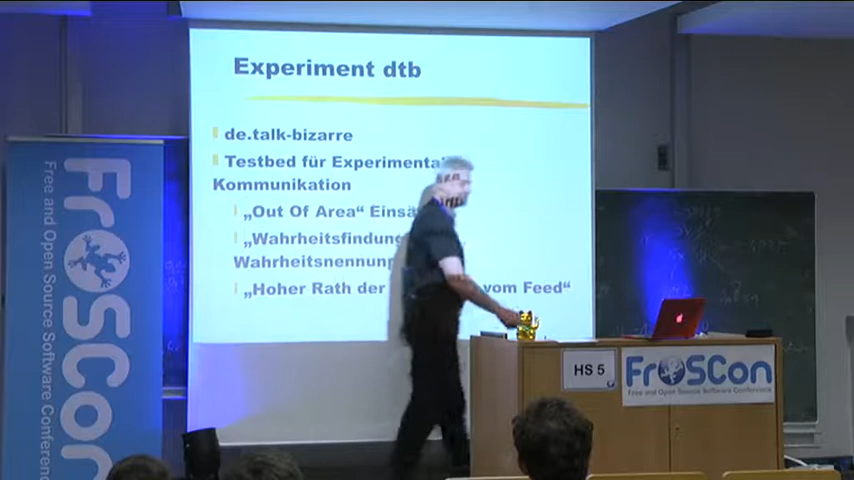 Experiment dtb
de.talk-bizarre
Testbed für Experimental
Kommunikation
„Out Of Area“
„Wahrheitsfindung
Wahrheitsnennung
„Hoher Rath der
vom Feed“
FrOSCon
Free and Open Source Software Conference
HS 5
FrOSCon
Free and Open Source Software Conference